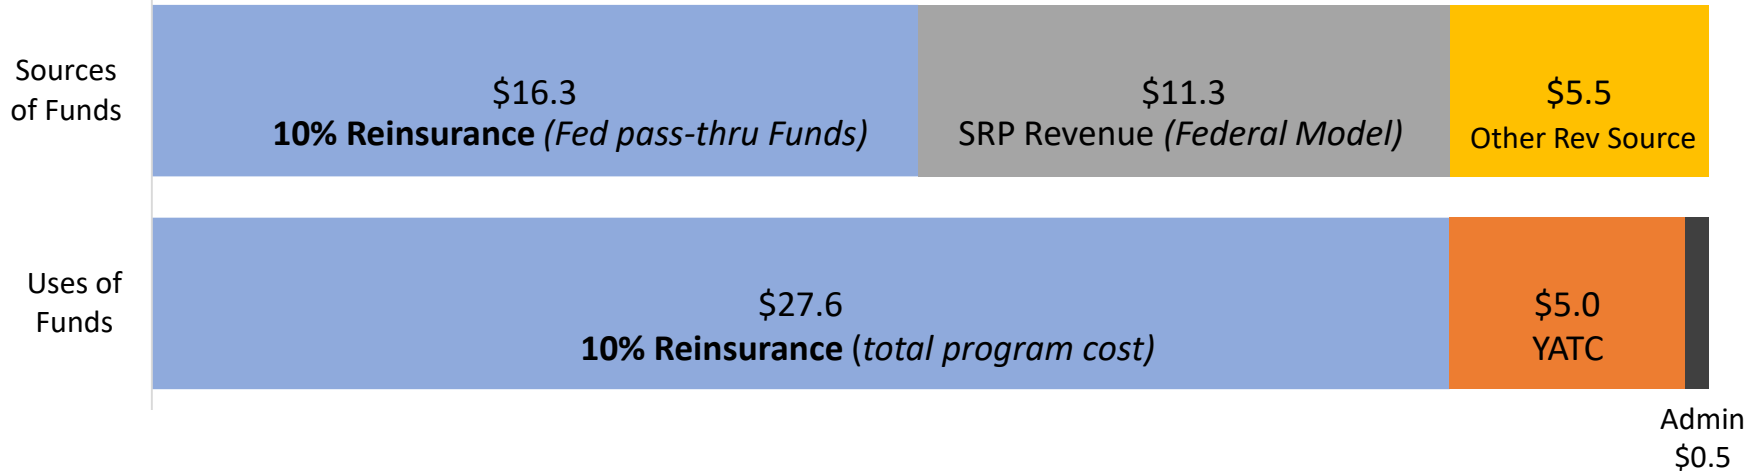 Sources
of Funds
$16.3
10% Reinsurance (Fed pass-thru Funds)
$11.3
SRP Revenue (Federal Model)
$5.5
Other Rev Source
Uses of
Funds
$27.6
10% Reinsurance (total program cost)
$5.0
YATC
Admin
$0.5